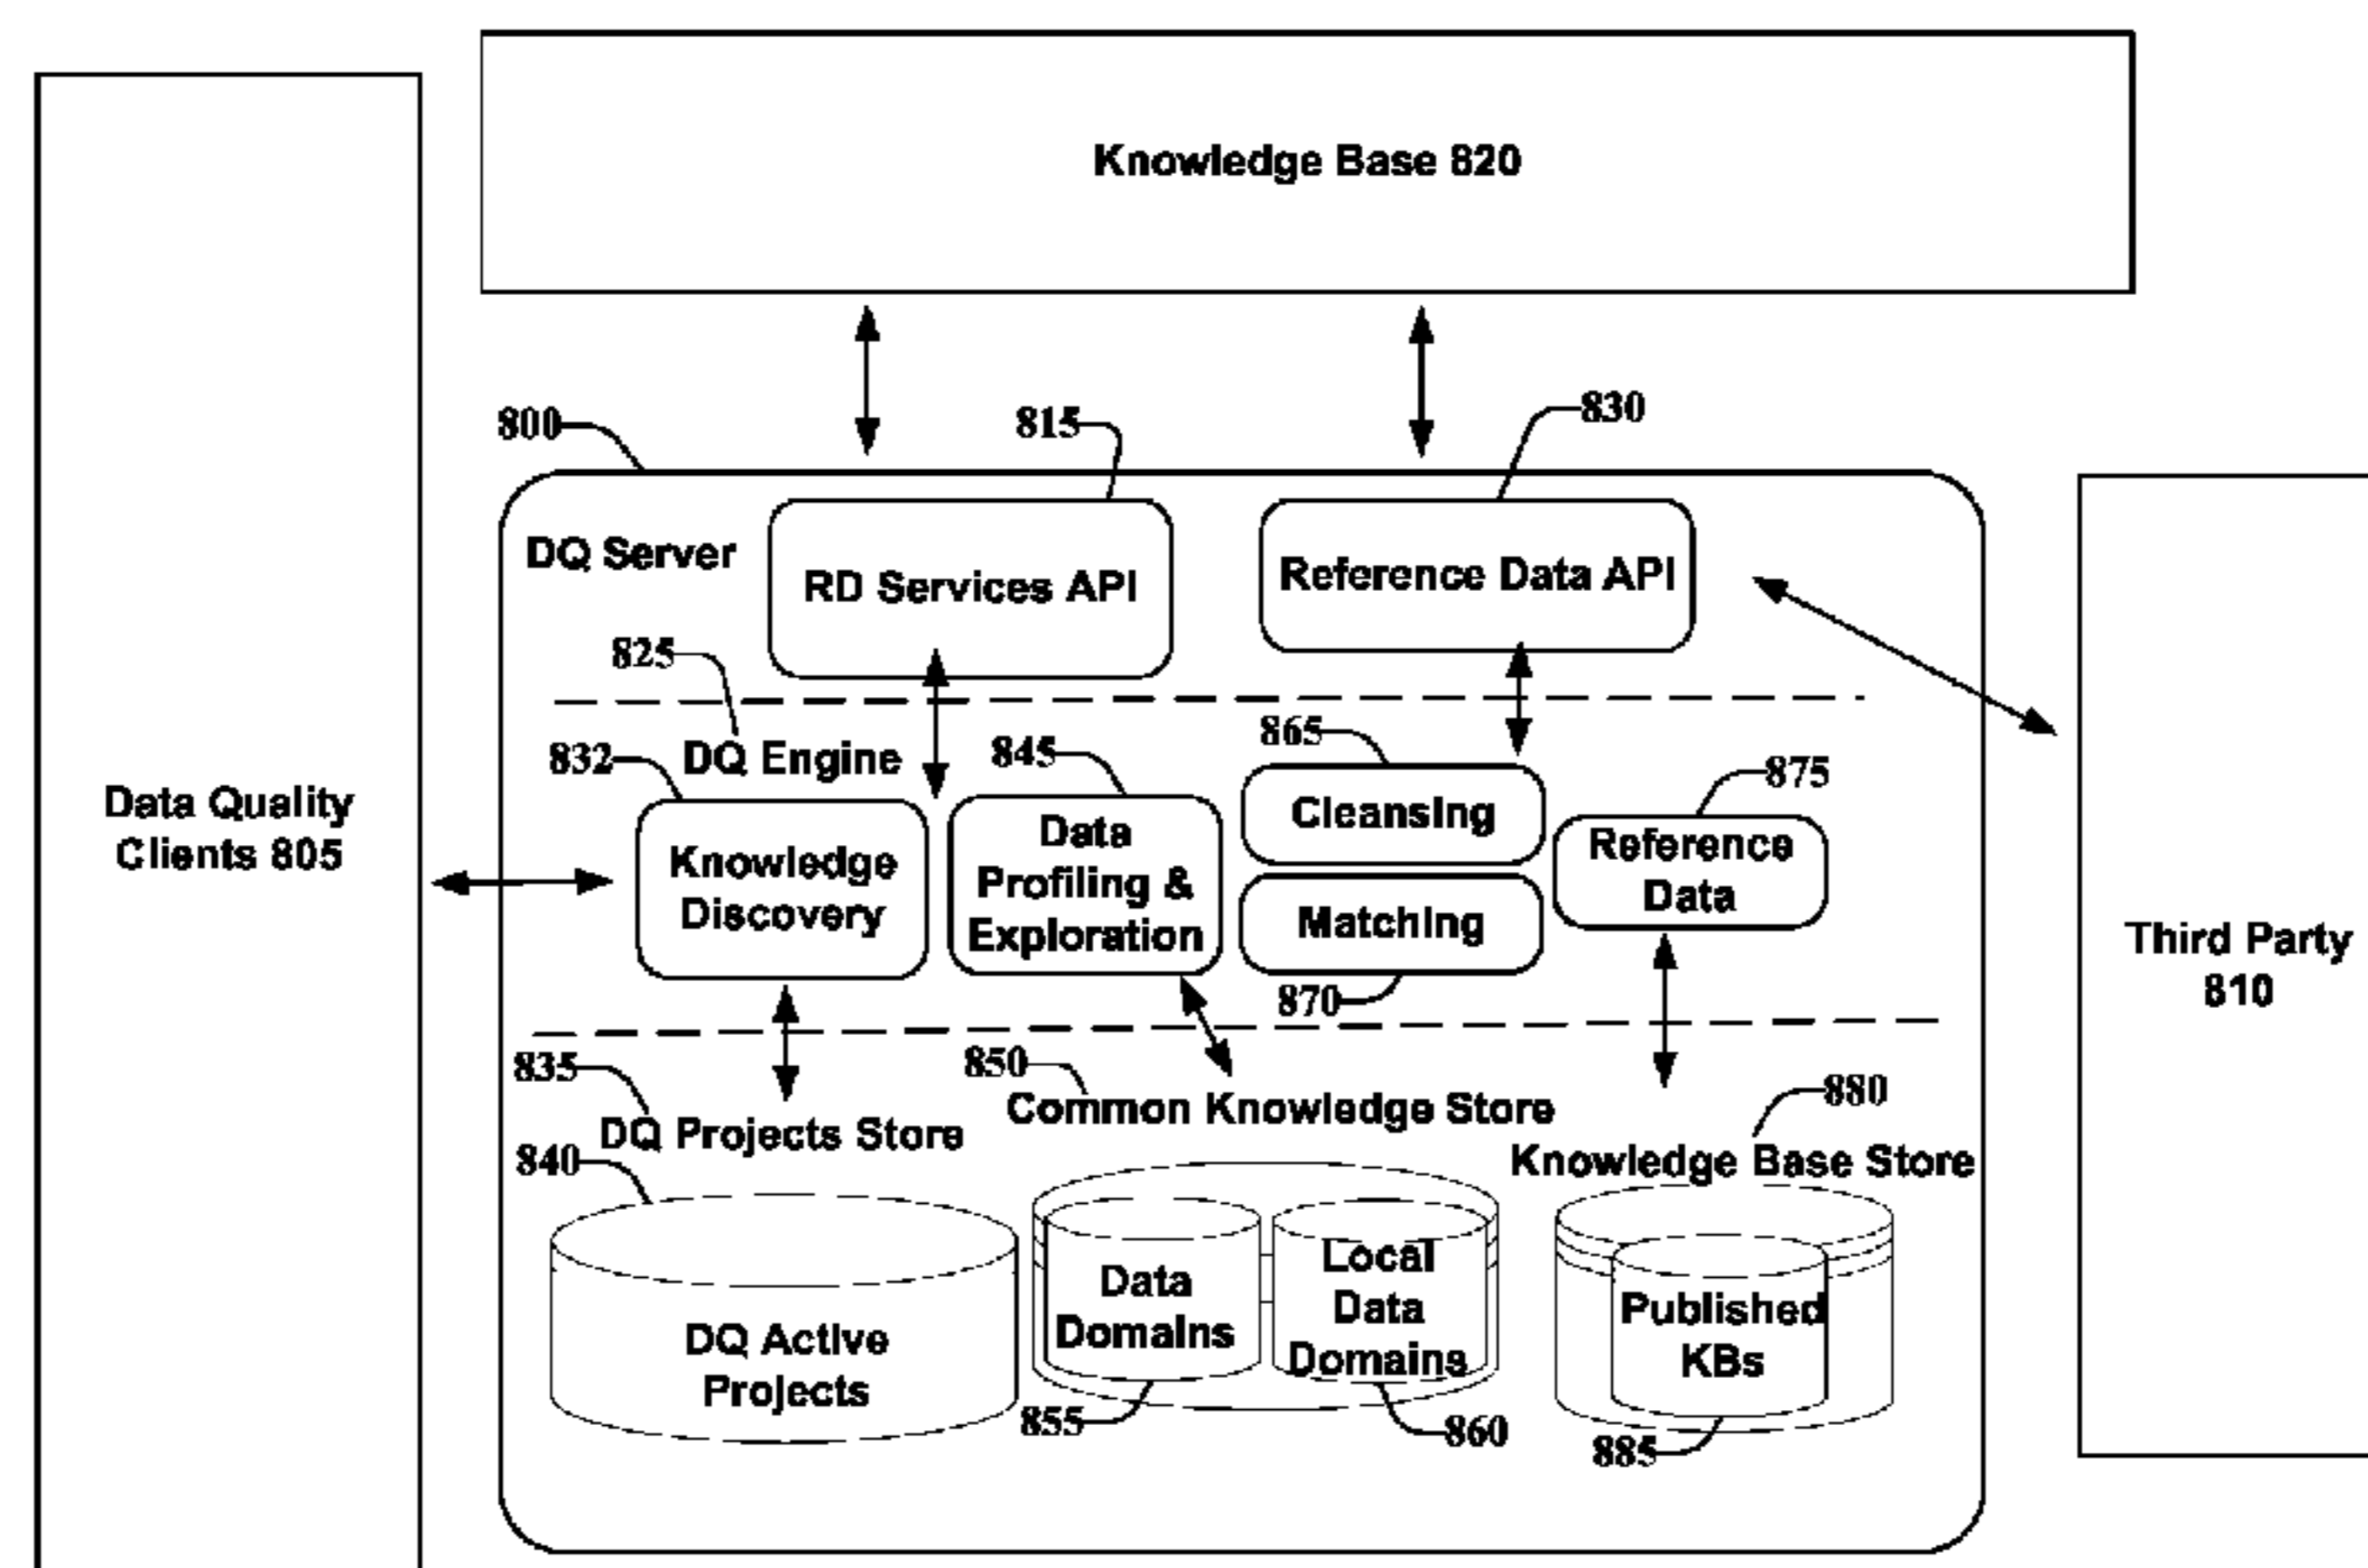 Knowledge Base 820
800
815
830
DQ Server
RD Services API
Reference Data API
825
DQ Engine
832
845
865
875
Data Quality
Clients 805
Knowledge
Discovery
Data
Profiling &
Exploration
Cleansing
Matching
870
Reference
Data
Third Party
810
835
DQ Projects Store
850
Common Knowledge Store
880
Knowledge Base Store
840
DQ Active
Projects
Data
Domains
855
Local
Data
Domains
860
Published
KBs
885